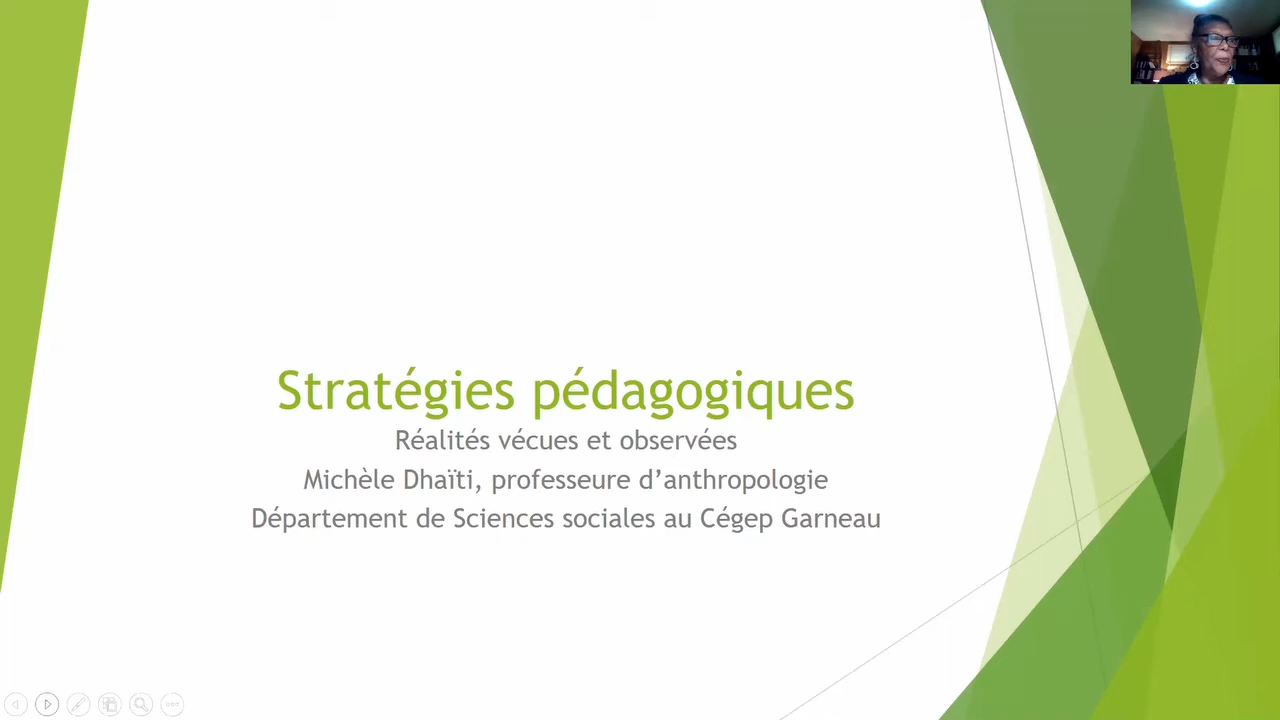 Stratégies pédagogiques
Réalités vécues et observées
Michèle Dhaïti, professeure d’anthropologie
Département de Sciences sociales au Cégep Garneau